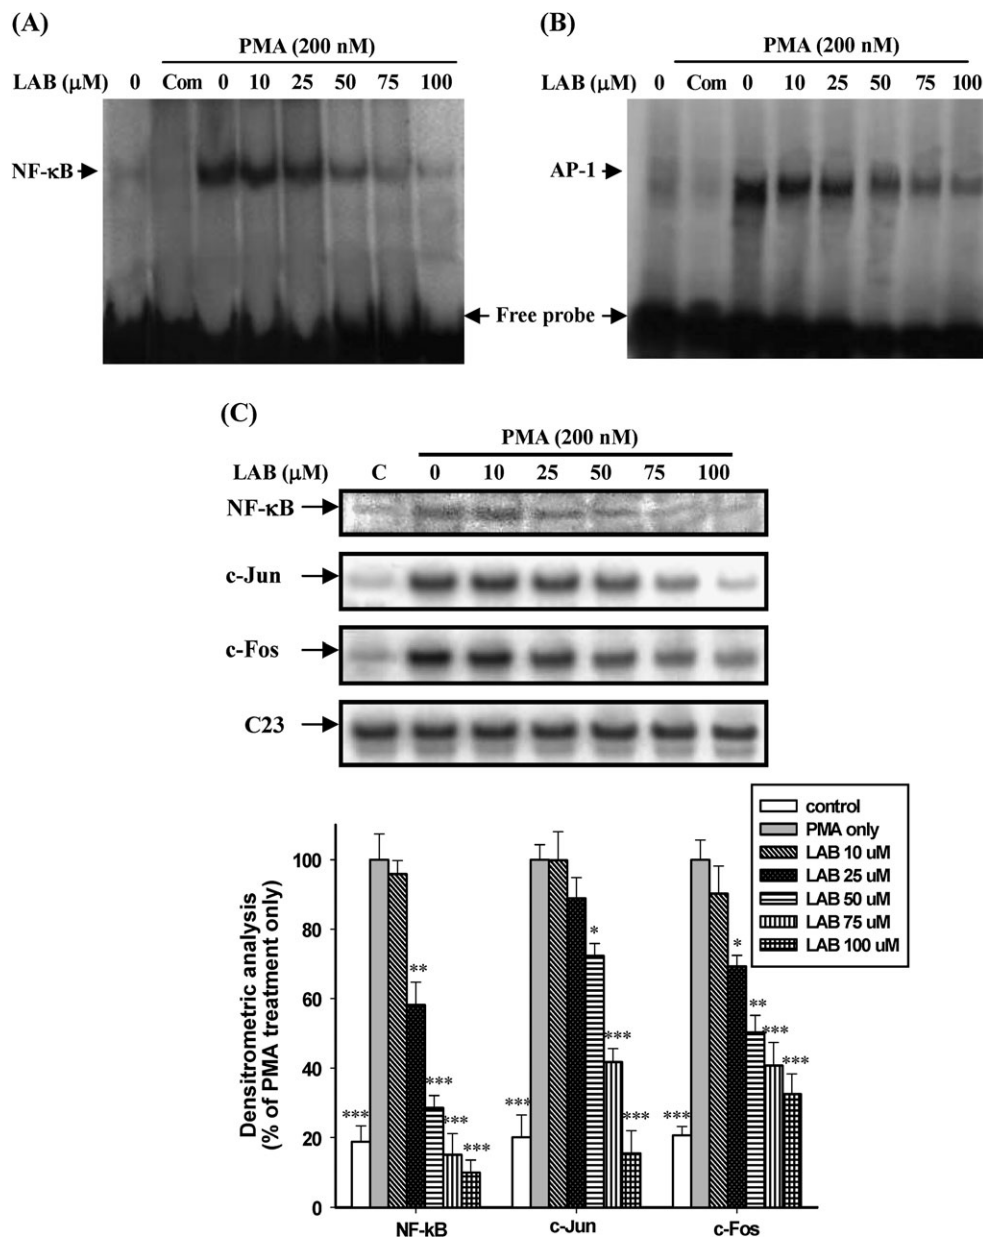 (A)
PMA (200 nM)
LAB (μM) 0 Com 0 10 25 50 75 100
NF-κB
(B)
PMA (200 nM)
LAB (μM) 0 Com 0 10 25 50 75 100
AP-1
Free probe
(C)
PMA (200 nM)
LAB (μM) C 0 10 25 50 75 100
NF-κB
c-Jun
c-Fos
C23
control
PMA only
LAB 10 uM
LAB 25 uM
LAB 50 uM
LAB 75 uM
LAB 100 uM
Densitrometric analysis
(% of PMA treatment only)
100
80
60
40
20
0
*** ** *** *** ***
*** * *** ***
*** * ** *** ***
NF-kB c-Jun c-Fos